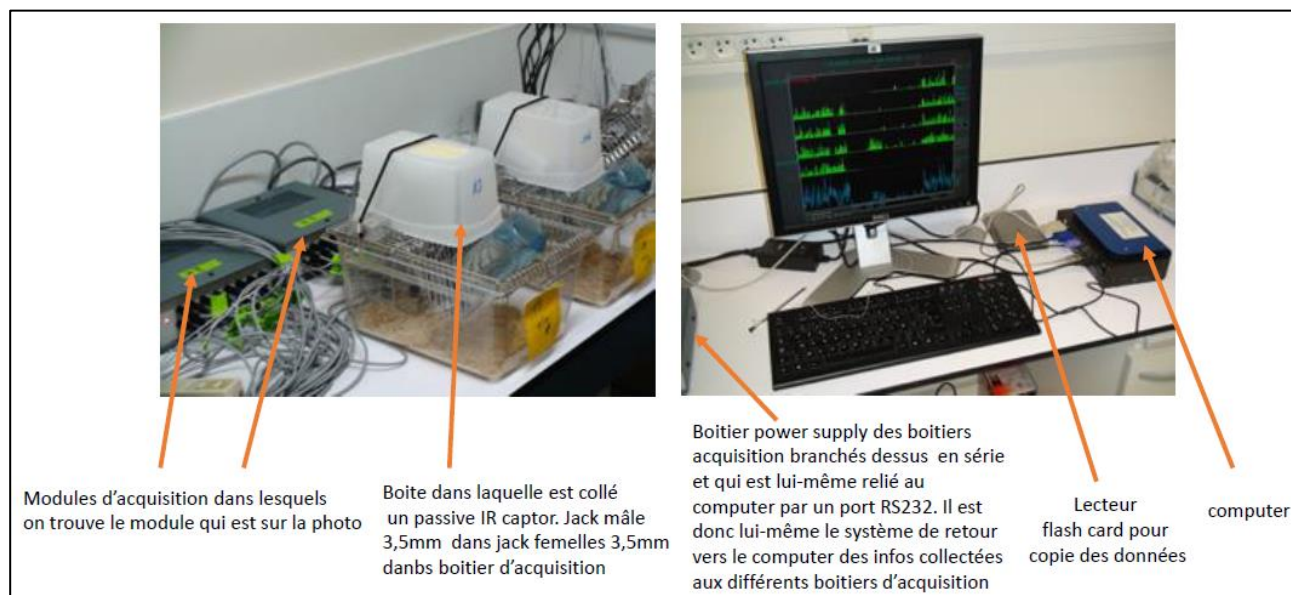 Modules d'acquisition dans lesquels
on trouve le module qui est sur la photo
Boite dans laquelle est collé
un passive IR captor. Jack mâle
3,5mm dans jack femelles 3,5mm
danbs boitier d'acquisition
Boitier power supply des boitiers
acquisition branchés dessus en série
et qui est lui-même relié au
computer par un port RS232. Il est
donc lui-même le système de retour
vers le computer des infos collectées
aux différents boitiers d'acquisition
Lecteur
flash card pour
copie des données
computer